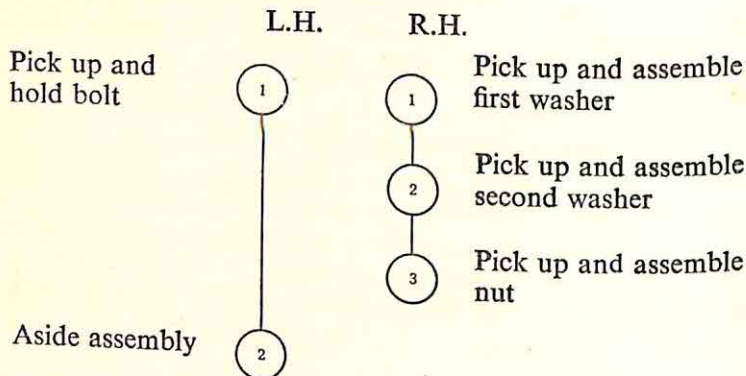 L.H. R.H.
Pick up and
hold bolt
1
1
Pick up and assemble
first washer
2
Pick up and assemble
second washer
3
Pick up and assemble
nut
Aside assembly
2